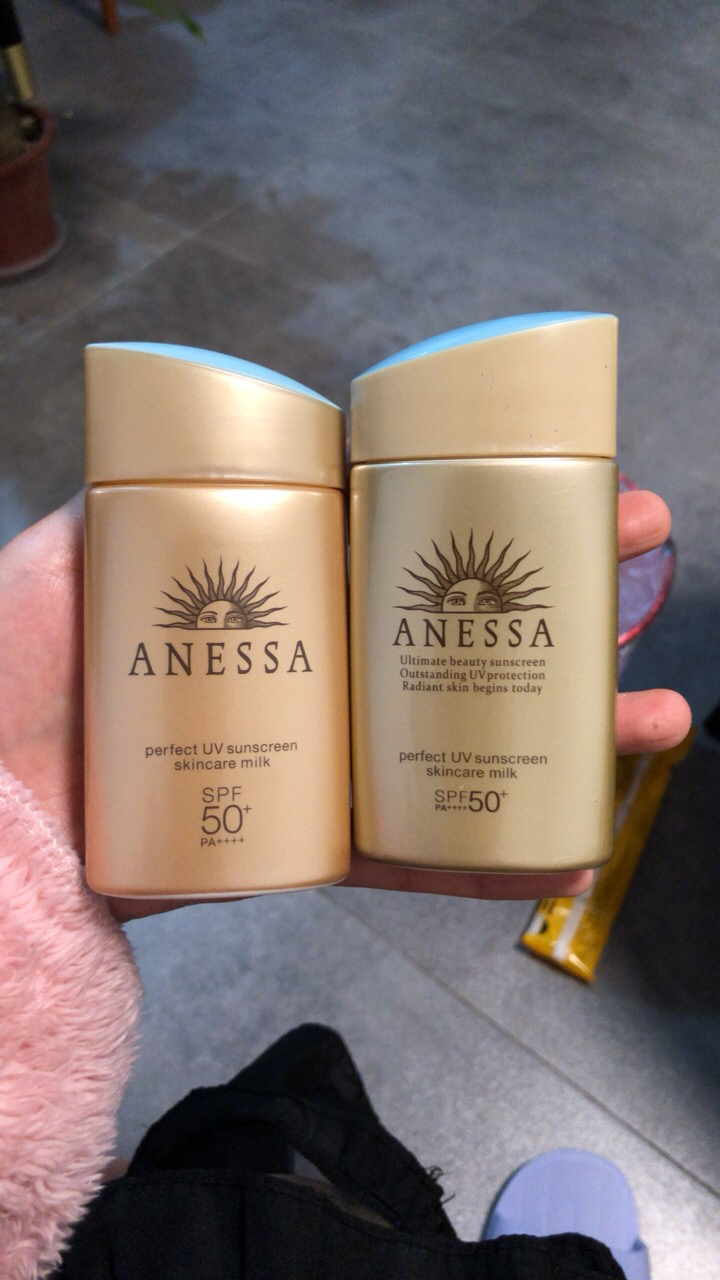 ANESSA
perfect UV sunscreen
skincare milk
SPF
50+
PA++++
ANESSA
Ultimate beauty sunscreen
Outstanding UV protection
Radiant skin begins today
perfect UV sunscreen
skincare milk
SPF50+
PA++++